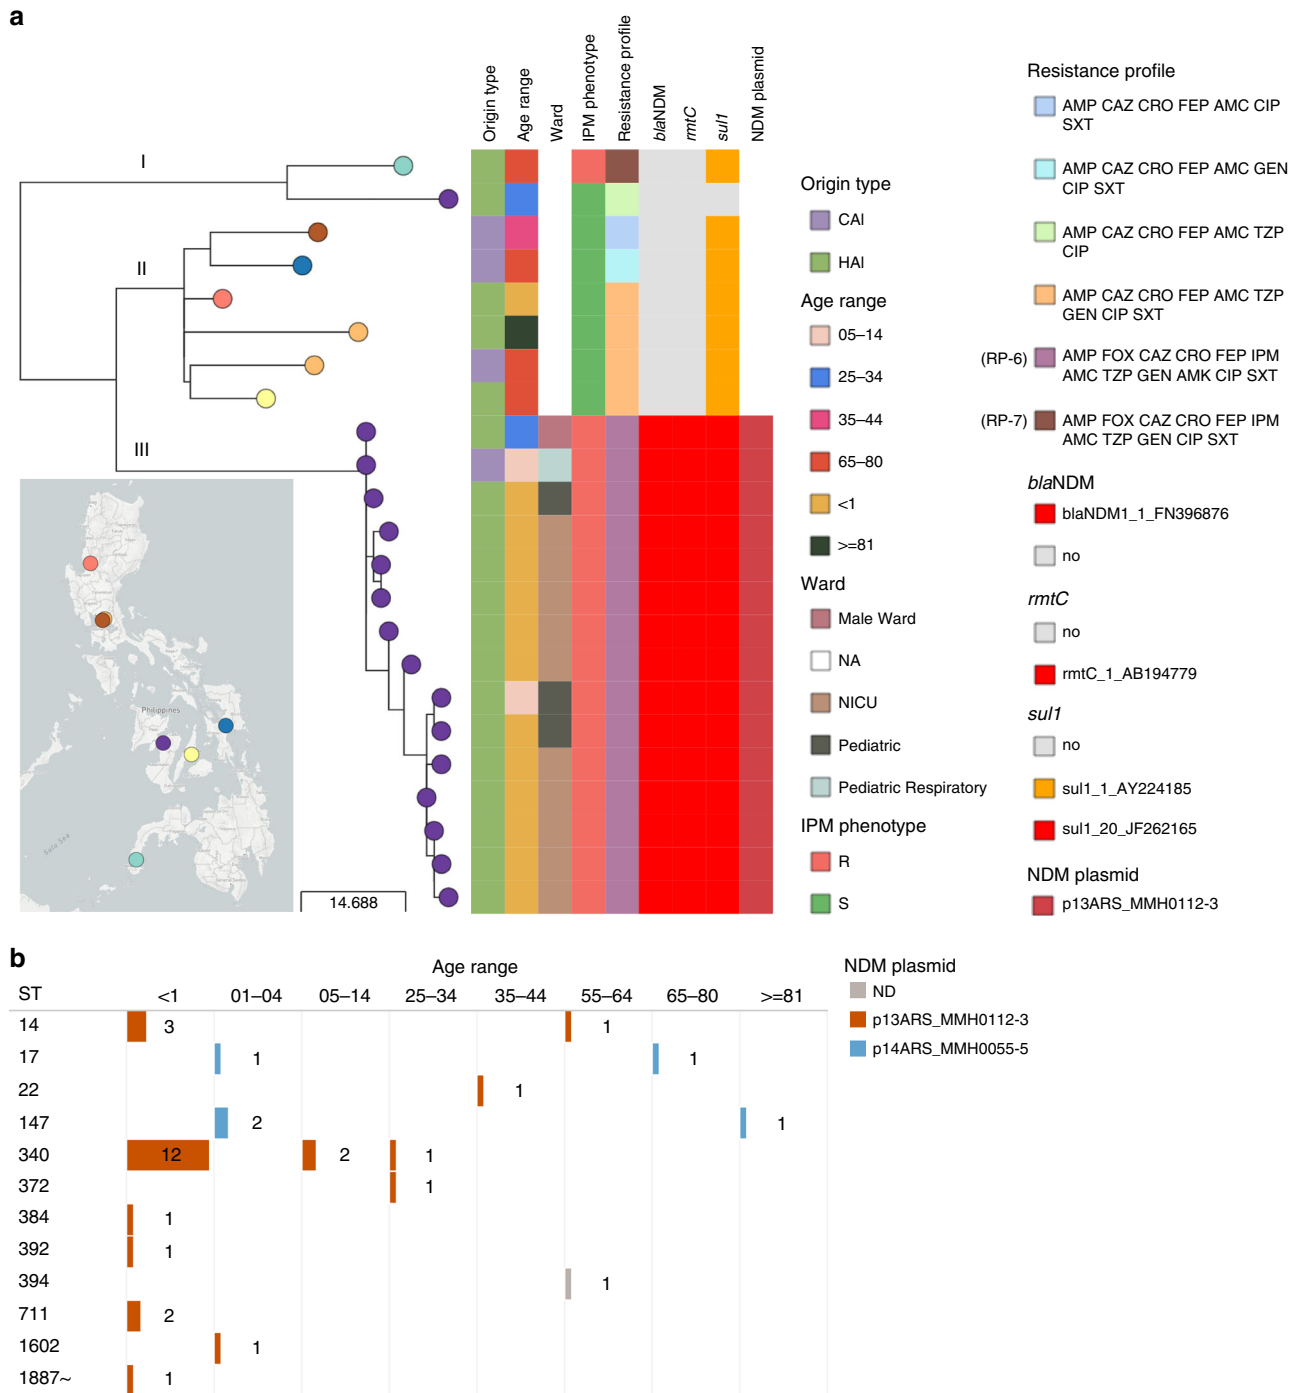 a
Origin type
Age range
Ward
IPM phenotype
Resistance profile
blaNDM
rmtC
sul1
NDM plasmid
I
II
III
Philippines
Sulu Sea
14.688
Origin type
CAI
HAI
Age range
05–14
25–34
35–44
65–80
<1
>=81
Ward
Male Ward
NA
NICU
Pediatric
Pediatric Respiratory
IPM phenotype
R
S
Resistance profile
AMP CAZ CRO FEP AMC CIP
SXT
AMP CAZ CRO FEP AMC GEN
CIP SXT
AMP CAZ CRO FEP AMC TZP
CIP
AMP CAZ CRO FEP AMC TZP
GEN CIP SXT
(RP-6) AMP FOX CAZ CRO FEP IPM
AMC TZP GEN AMK CIP SXT
(RP-7) AMP FOX CAZ CRO FEP IPM
AMC TZP GEN CIP SXT
blaNDM
blaNDM1_1_FN396876
no
rmtC
no
rmtC_1_AB194779
sul1
no
sul1_1_AY224185
sul1_20_JF262165
NDM plasmid
p13ARS_MMH0112-3
b
Age range
ST <1 01–04 05–14 25–34 35–44 55–64 65–80 >=81
14 3 1
17 1 1
22 1
147 2 1
340 12 2 1
372 1
384 1
392 1
394 1
711 2
1602 1
1887~ 1
NDM plasmid
ND
p13ARS_MMH0112-3
p14ARS_MMH0055-5